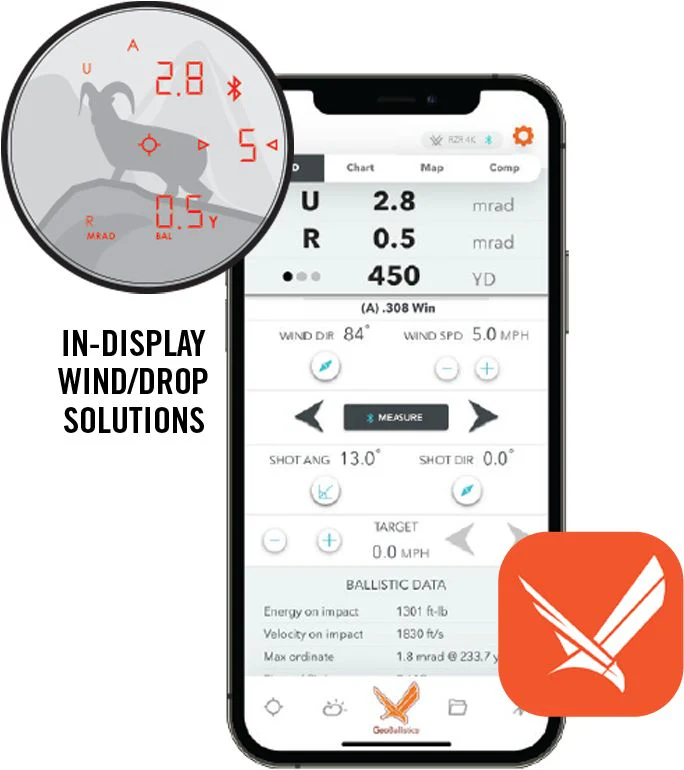 A
U
2.8
5
R
0.5 Y
MRAD
BAL
IN-DISPLAY
WIND/DROP
SOLUTIONS
RZR 4K
Chart Map Comp
U 2.8 mrad
R 0.5 mrad
450 YD
(A) .308 Win
WIND DIR 84° WIND SPD 5.0 MPH
MEASURE
SHOT ANG 13.0° SHOT DIR 0.0°
TARGET
0.0 MPH
BALLISTIC DATA
Energy on impact 1301 ft-lb
Velocity on impact 1830 ft/s
Max ordinate 1.8 mrad @ 233.7 y
GeoBallistics